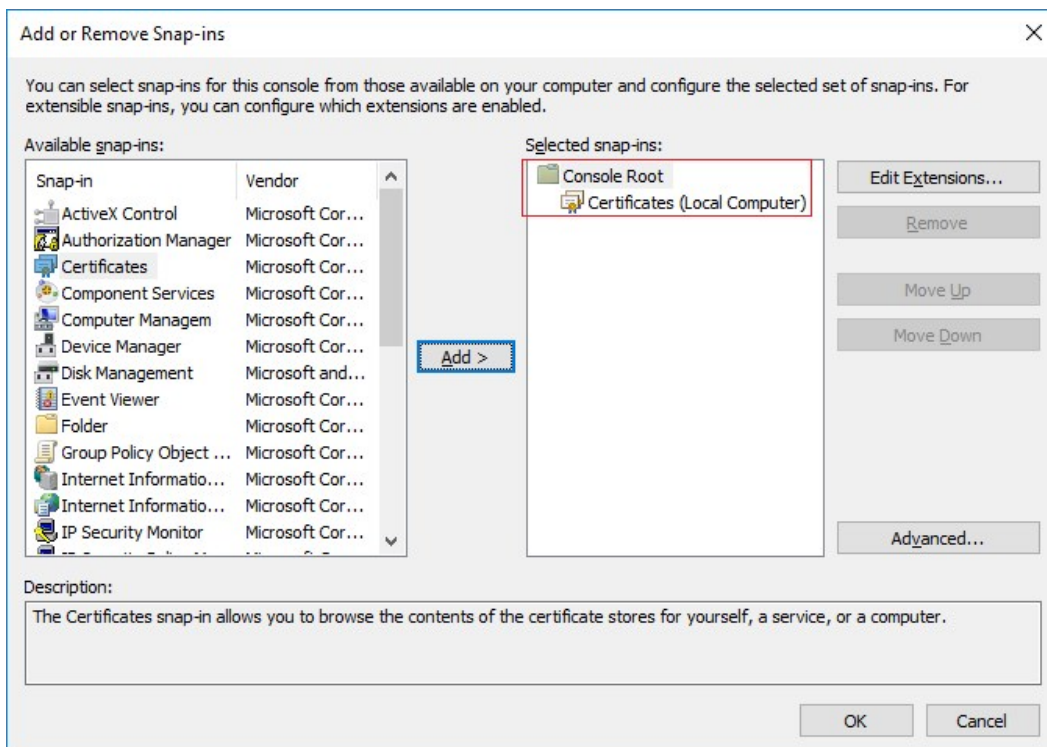 Add or Remove Snap-ins
You can select snap-ins for this console from those available on your computer and configure the selected set of snap-ins. For
extensible snap-ins, you can configure which extensions are enabled.
Available snap-ins:
Snap-in Vendor
ActiveX Control Microsoft Cor...
Authorization Manager Microsoft Cor...
Certificates Microsoft Cor...
Component Services Microsoft Cor...
Computer Managem Microsoft Cor...
Device Manager Microsoft Cor...
Disk Management Microsoft and...
Event Viewer Microsoft Cor...
Folder Microsoft Cor...
Group Policy Object ... Microsoft Cor...
Internet Informatio... Microsoft Cor...
Internet Informatio... Microsoft Cor...
IP Security Monitor Microsoft Cor...
Add >
Selected snap-ins:
Console Root
Certificates (Local Computer)
Edit Extensions...
Remove
Move Up
Move Down
Advanced...
Description:
The Certificates snap-in allows you to browse the contents of the certificate stores for yourself, a service, or a computer.
OK Cancel